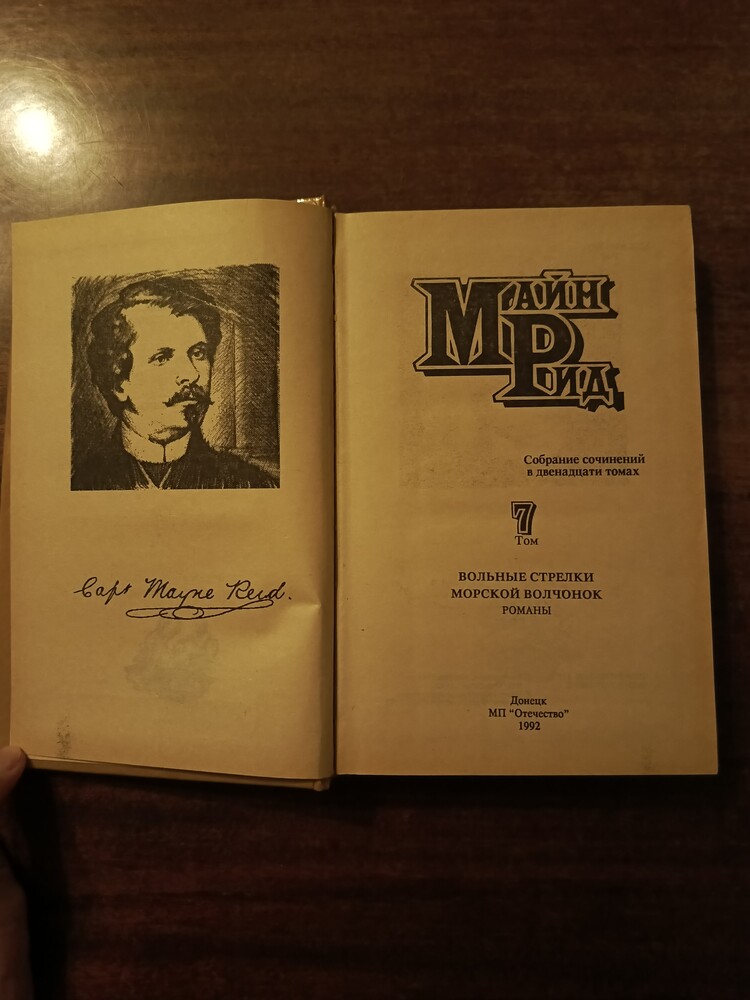 Capt Mayne Reid.
МАЙН
РИД
Собрание сочинений
в двенадцати томах
7
Том
ВОЛЬНЫЕ СТРЕЛКИ
МОРСКОЙ ВОЛЧОНОК
РОМАНЫ
Донецк
МП "Отечество"
1992